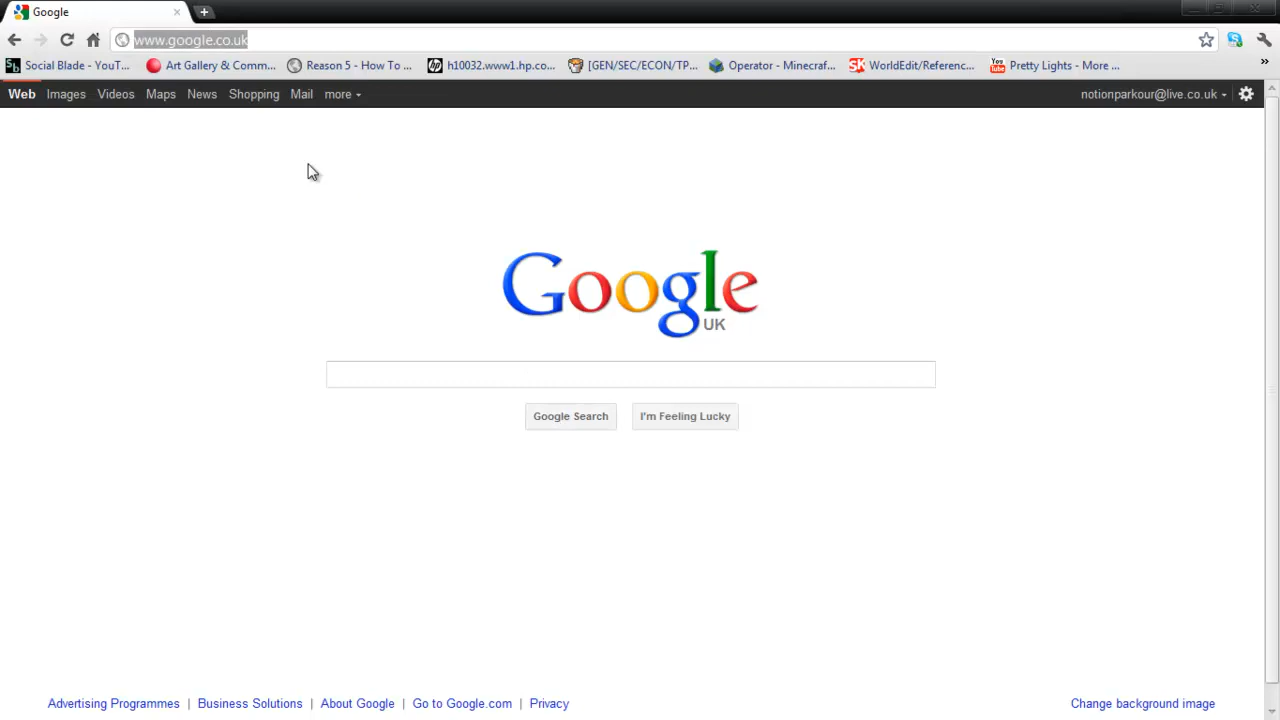 Google
www.google.co.uk
Social Blade - YouT... Art Gallery & Comm... Reason 5 - How To ... h10032.www1.hp.co... [GEN/SEC/ECON/TP... Operator - Minecraf... WorldEdit/Referenc... Pretty Lights - More ...
Web Images Videos Maps News Shopping Mail more notionparkour@live.co.uk
Google
UK
Google Search I'm Feeling Lucky
Advertising Programmes | Business Solutions | About Google | Go to Google.com | Privacy Change background image